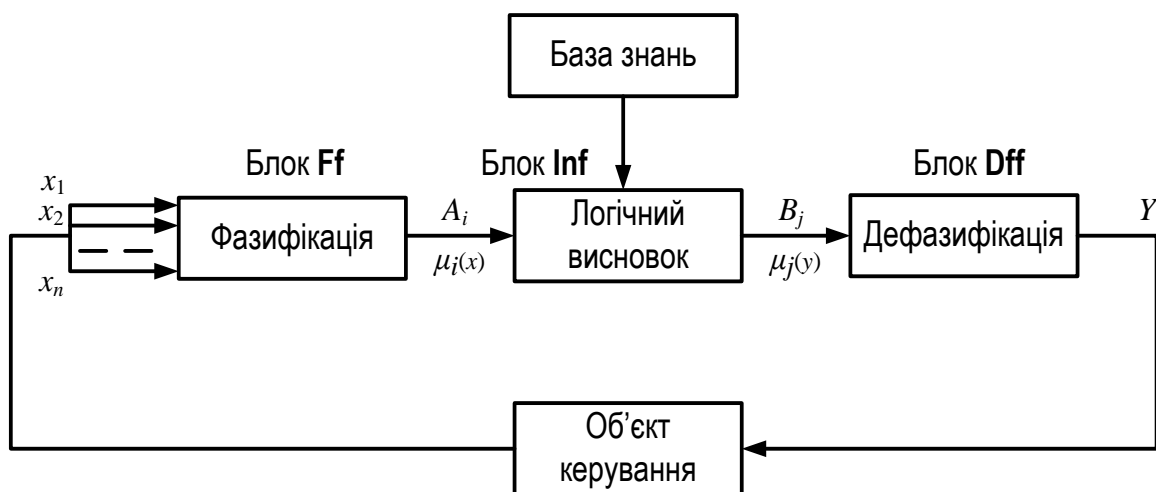 База знань
Блок Ff
Блок Inf
Блок Dff
x1
x2
xn
Фазифікація
Ai
μi(x)
Логічний
висновок
Bj
μj(y)
Дефазифікація
Y
Об’єкт
керування